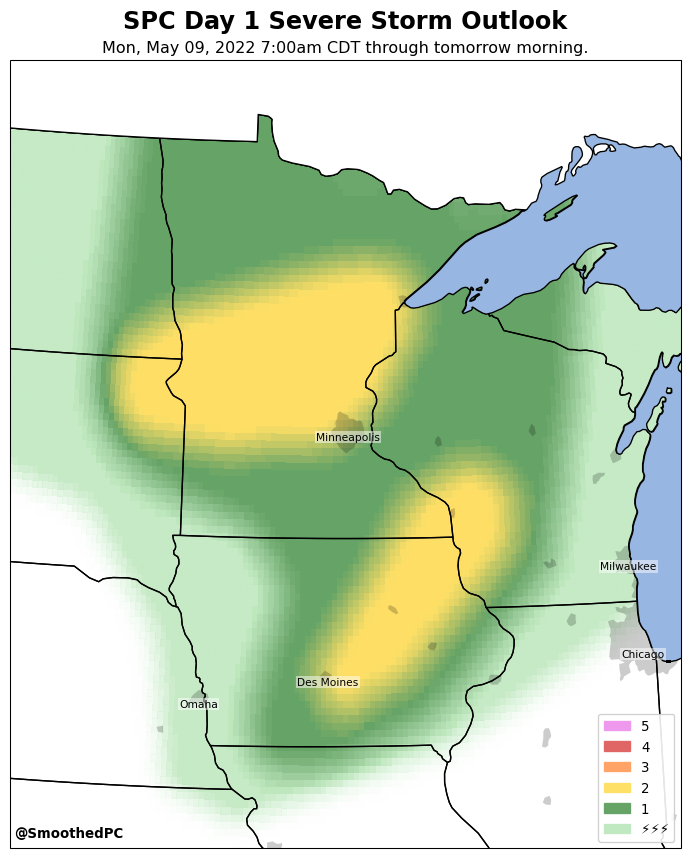 SPC Day 1 Severe Storm Outlook
Mon, May 09, 2022 7:00am CDT through tomorrow morning.
Minneapolis
Milwaukee
Chicago
Des Moines
Omaha
5
4
3
2
1
⚡⚡⚡
@SmoothedPC